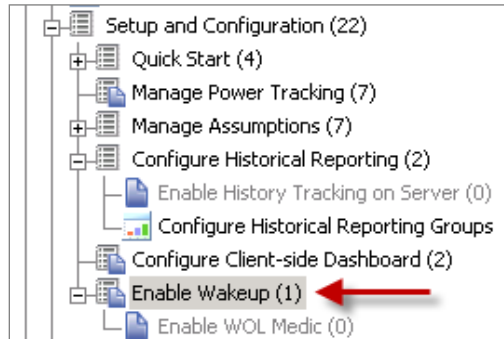 Setup and Configuration (22)
Quick Start (4)
Manage Power Tracking (7)
Manage Assumptions (7)
Configure Historical Reporting (2)
Enable History Tracking on Server (0)
Configure Historical Reporting Groups
Configure Client-side Dashboard (2)
Enable Wakeup (1)
Enable WOL Medic (0)